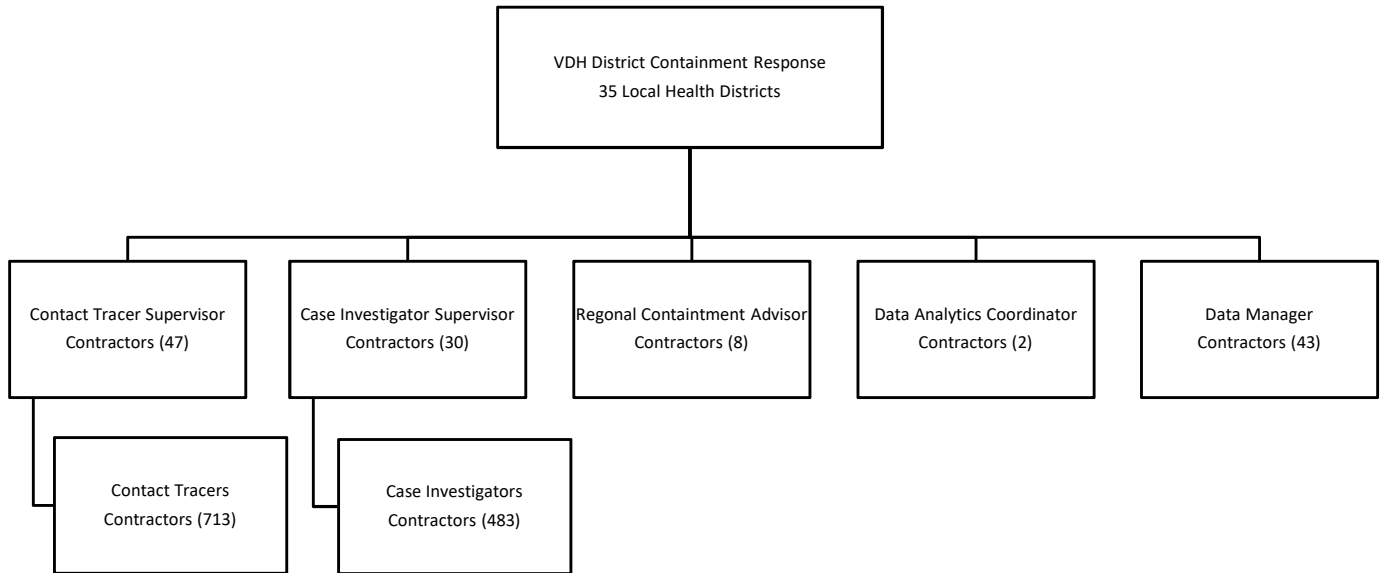 VDH District Containment Response
35 Local Health Districts
Contact Tracer Supervisor
Contractors (47)
Case Investigator Supervisor
Contractors (30)
Regonal Containtment Advisor
Contractors (8)
Data Analytics Coordinator
Contractors (2)
Data Manager
Contractors (43)
Contact Tracers
Contractors (713)
Case Investigators
Contractors (483)